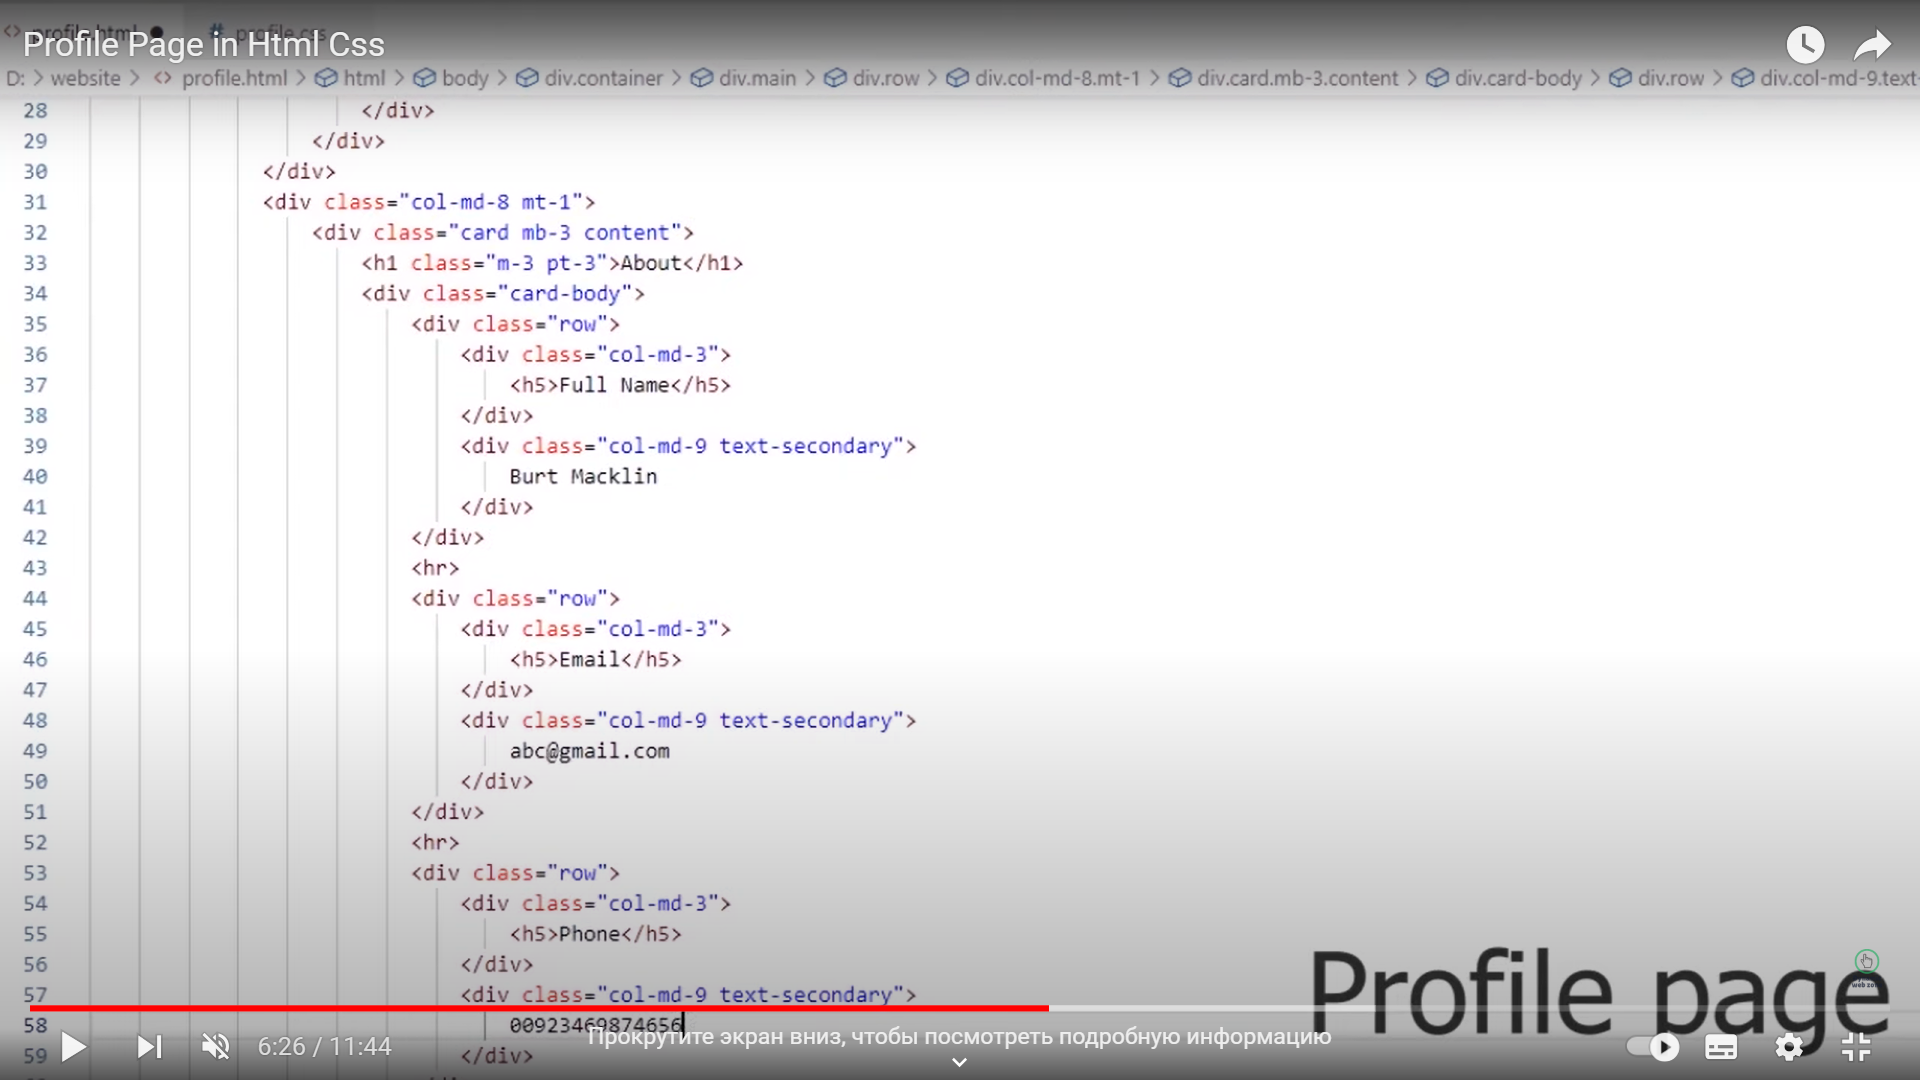 profile.html profile.css
Profile Page in Html Css
D: > website > profile.html > html > body > div.container > div.main > div.row > div.col-md-8.mt-1 > div.card.mb-3.content > div.card-body > div.row > div.col-md-9.text-
28 </div>
29 </div>
30 </div>
31 <div class="col-md-8 mt-1">
32 <div class="card mb-3 content">
33 <h1 class="m-3 pt-3">About</h1>
34 <div class="card-body">
35 <div class="row">
36 <div class="col-md-3">
37 <h5>Full Name</h5>
38 </div>
39 <div class="col-md-9 text-secondary">
40 Burt Macklin
41 </div>
42 </div>
43 <hr>
44 <div class="row">
45 <div class="col-md-3">
46 <h5>Email</h5>
47 </div>
48 <div class="col-md-9 text-secondary">
49 abc@gmail.com
50 </div>
51 </div>
52 <hr>
53 <div class="row">
54 <div class="col-md-3">
55 <h5>Phone</h5>
56 </div>
57 <div class="col-md-9 text-secondary">
58 00923469874656
59 </div>
Profile page
Прокрутите экран вниз, чтобы посмотреть подробную информацию
6:26 / 11:44